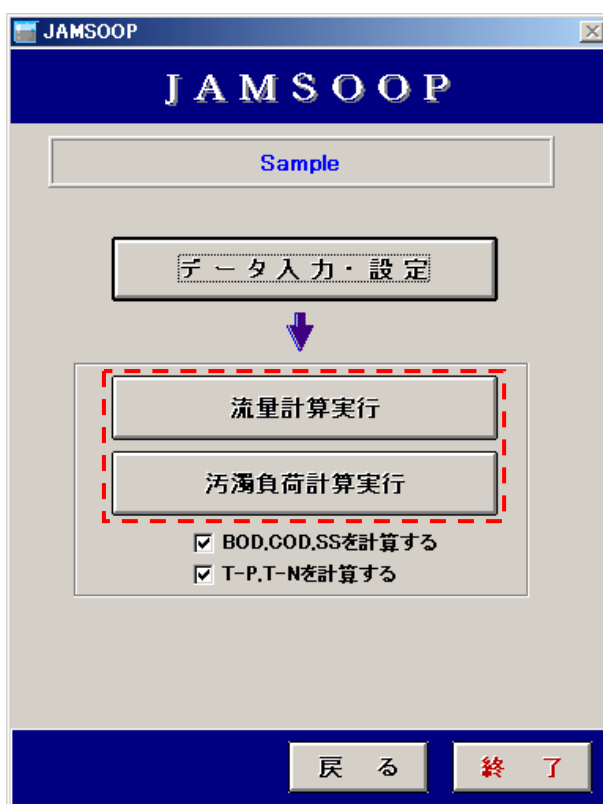 JAMSOOP
JAMSOOP
Sample
データ入力・設定
流量計算実行
汚濁負荷計算実行
BOD,COD,SSを計算する
T-P,T-Nを計算する
戻 る
終 了